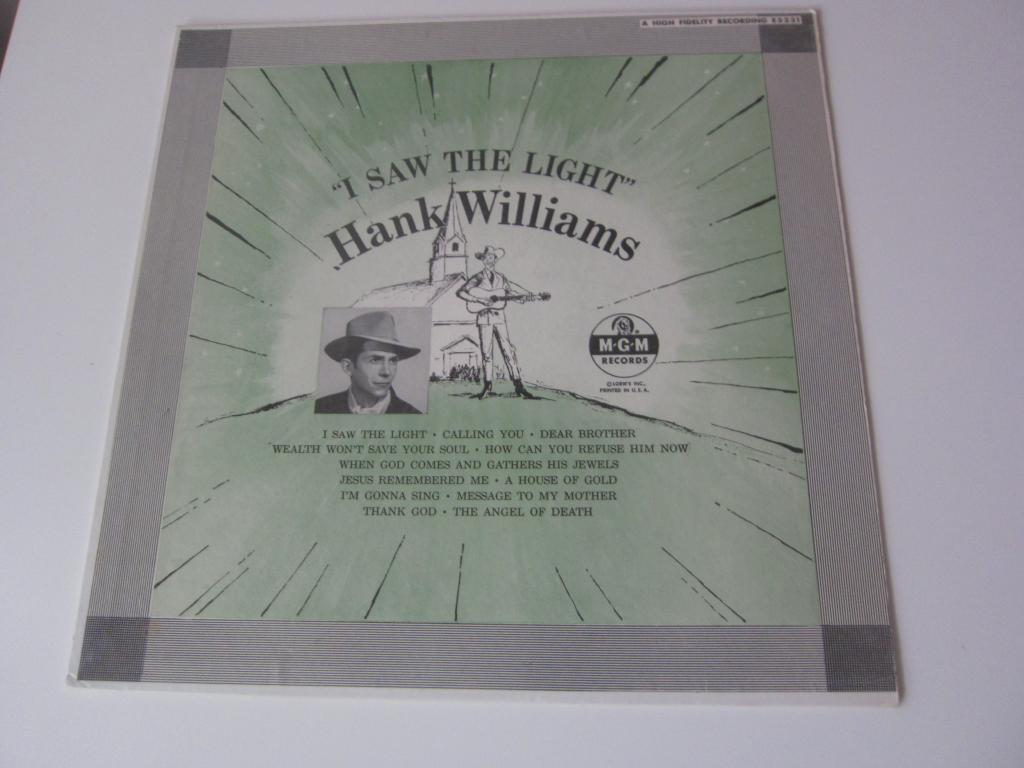 A HIGH FIDELITY RECORDING E3331
"I SAW THE LIGHT"
Hank Williams
M-G-M
RECORDS
© LOEW'S INC.,
PRINTED IN U.S.A.
I SAW THE LIGHT • CALLING YOU • DEAR BROTHER
WEALTH WON'T SAVE YOUR SOUL • HOW CAN YOU REFUSE HIM NOW
WHEN GOD COMES AND GATHERS HIS JEWELS
JESUS REMEMBERED ME • A HOUSE OF GOLD
I'M GONNA SING • MESSAGE TO MY MOTHER
THANK GOD • THE ANGEL OF DEATH